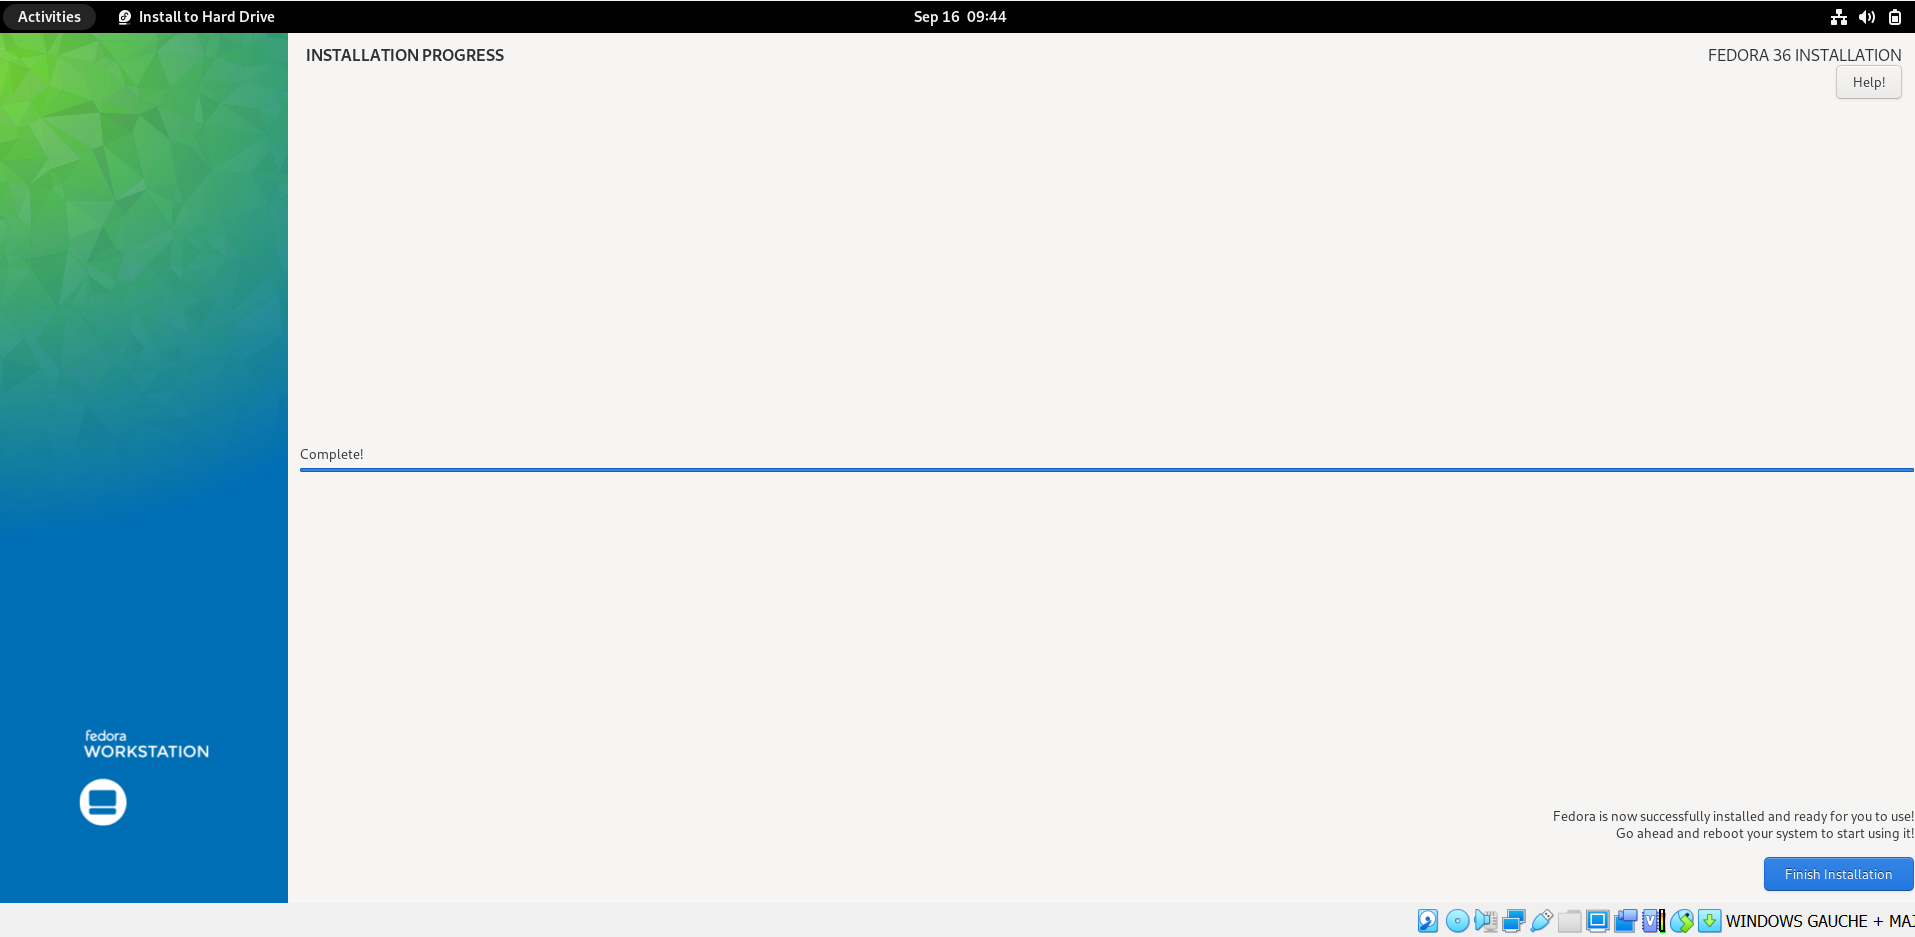 Activities
Install to Hard Drive
Sep 16 09:44
INSTALLATION PROGRESS
FEDORA 36 INSTALLATION
Help!
Complete!
fedora
WORKSTATION
Fedora is now successfully installed and ready for you to use!
Go ahead and reboot your system to start using it!
Finish Installation
WINDOWS GAUCHE + MAJ